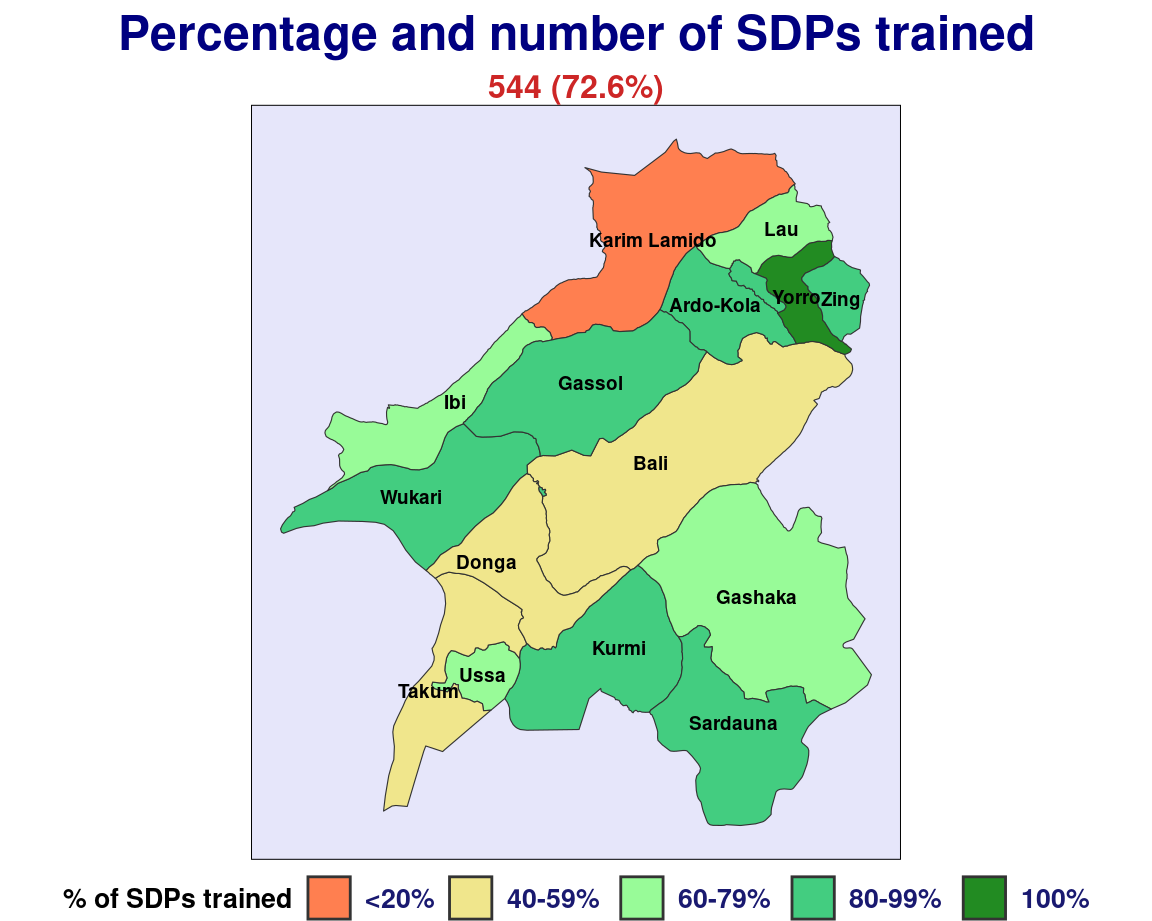 Percentage and number of SDPs trained
544 (72.6%)
Lau
Karim Lamido
Yorro
Zing
Ardo-Kola
Gassol
Ibi
Bali
Wukari
Donga
Gashaka
Kurmi
Ussa
Takum
Sardauna
% of SDPs trained <20% 40-59% 60-79% 80-99% 100%